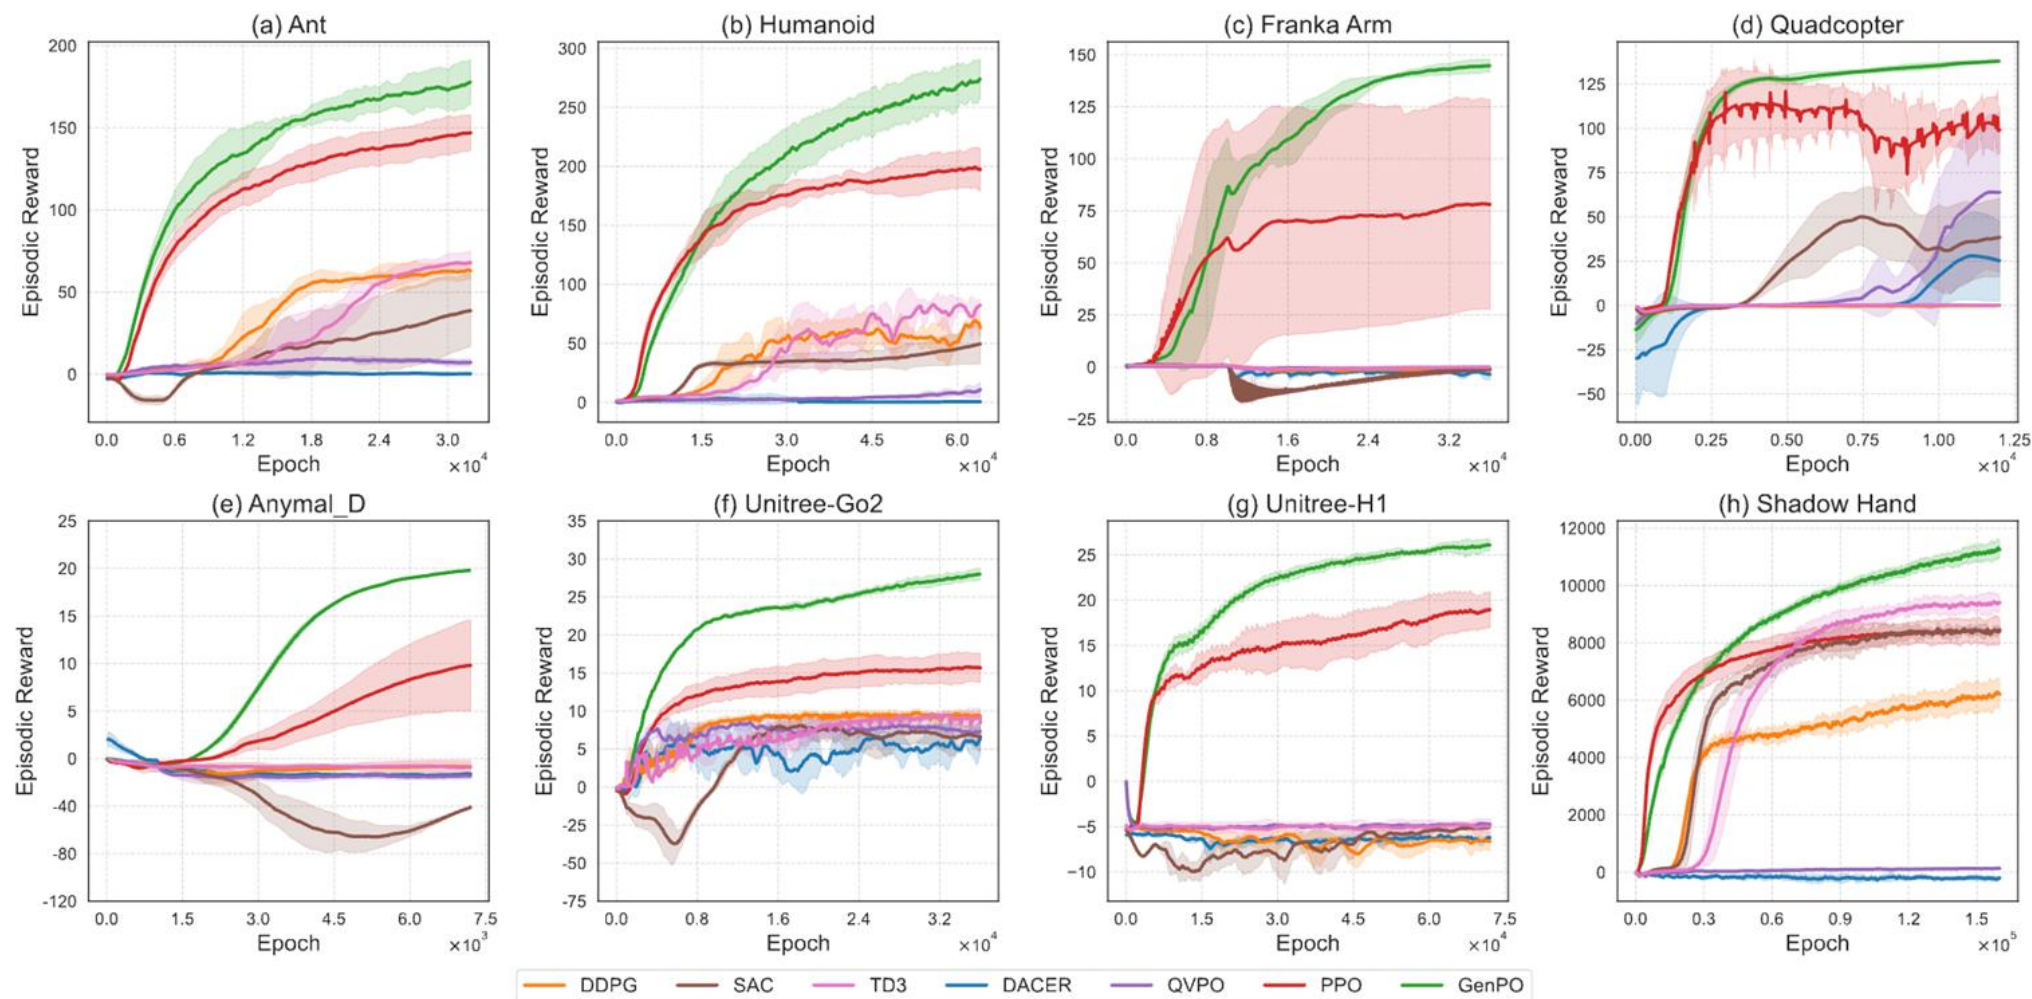 (a) Ant
Episodic Reward
200
150
100
50
0
0.0 0.6 1.2 1.8 2.4 3.0
Epoch
×10⁴
(b) Humanoid
Episodic Reward
300
250
200
150
100
50
0
0.0 1.5 3.0 4.5 6.0
Epoch
×10⁴
(c) Franka Arm
Episodic Reward
150
125
100
75
50
25
0
−25
0.0 0.8 1.6 2.4 3.2
Epoch
×10⁴
(d) Quadcopter
Episodic Reward
125
100
75
50
25
0
−25
−50
0.00 0.25 0.50 0.75 1.00 1.25
Epoch
×10⁴
(e) Anymal_D
Episodic Reward
25
20
15
10
5
0
-40
-80
-120
0.0 1.5 3.0 4.5 6.0 7.5
Epoch
×10³
(f) Unitree-Go2
Episodic Reward
35
30
25
20
15
10
5
0
-25
-50
-75
0.0 0.8 1.6 2.4 3.2
Epoch
×10⁴
(g) Unitree-H1
Episodic Reward
25
20
15
10
5
0
−5
−10
0.0 1.5 3.0 4.5 6.0 7.5
Epoch
×10⁴
(h) Shadow Hand
Episodic Reward
12000
10000
8000
6000
4000
2000
0
0.0 0.3 0.6 0.9 1.2 1.5
Epoch
×10⁵
DDPG SAC TD3 DACER QVPO PPO GenPO